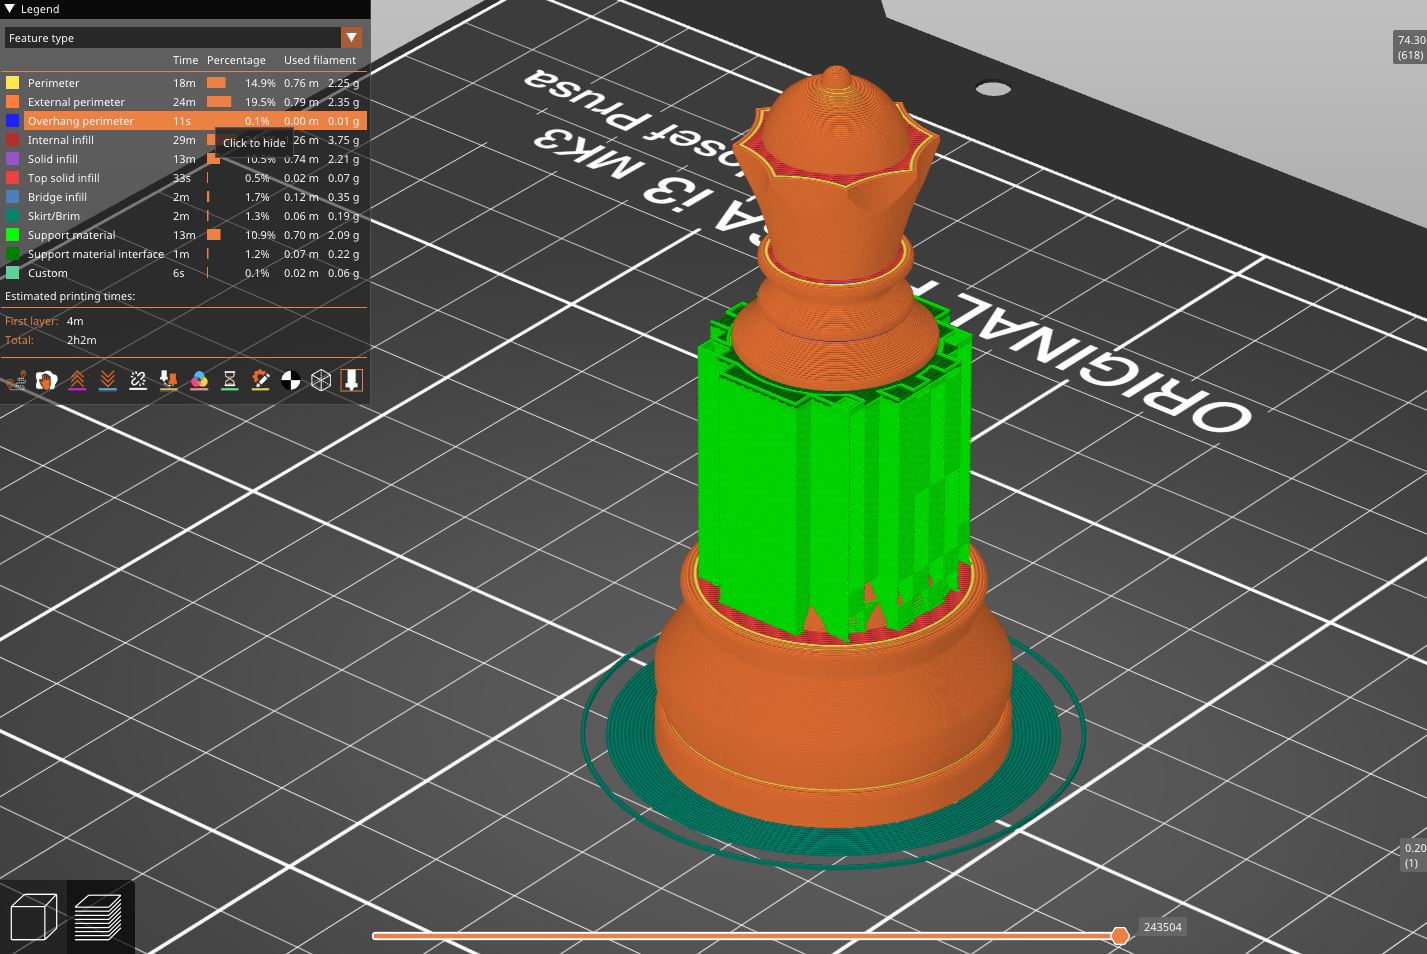 Legend
Feature type
Time Percentage Used filament
Perimeter 18m 14.9% 0.76 m 2.25 g
External perimeter 24m 19.5% 0.79 m 2.35 g
Overhang perimeter 11s 0.1% 0.00 m 0.01 g
Internal infill 29m 26 m 3.75 g
Click to hide
Solid infill 13m 10.5% 0.74 m 2.21 g
Top solid infill 33s 0.5% 0.02 m 0.07 g
Bridge infill 2m 1.7% 0.12 m 0.35 g
Skirt/Brim 2m 1.3% 0.06 m 0.19 g
Support material 13m 10.9% 0.70 m 2.09 g
Support material interface 1m 1.2% 0.07 m 0.22 g
Custom 6s 0.1% 0.02 m 0.06 g
Estimated printing times:
First layer: 4m
Total: 2h2m
74.30
(618)
osef Prusa
SA i3 MK3
ORIGINAL P
0.20
(1)
243504